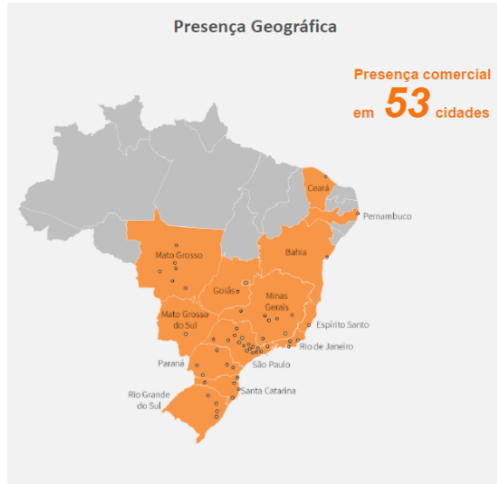 Presença Geográfica
Presença comercial
em 53 cidades
Ceará
Pernambuco
Bahia
Mato Grosso
Goiás
Minas
Gerais
Mato Grosso
do Sul
Espírito Santo
Rio de Janeiro
Paraná
São Paulo
Rio Grande
do Sul
Santa Catarina